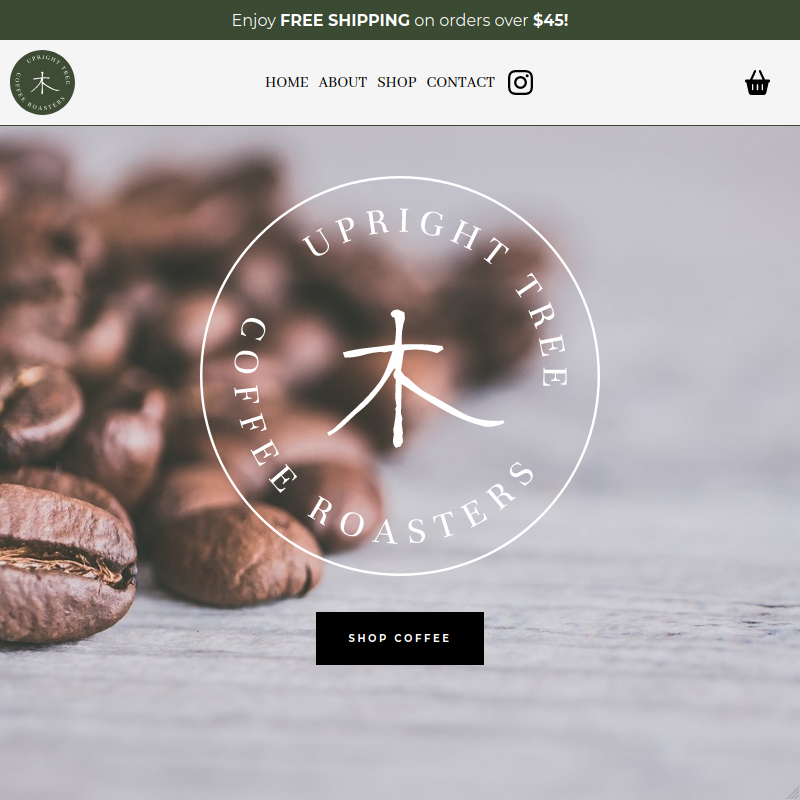 Enjoy FREE SHIPPING on orders over $45!
UPRIGHT TREE
木
COFFEE ROASTERS
HOME ABOUT SHOP CONTACT
UPRIGHT TREE
木
COFFEE ROASTERS
SHOP COFFEE